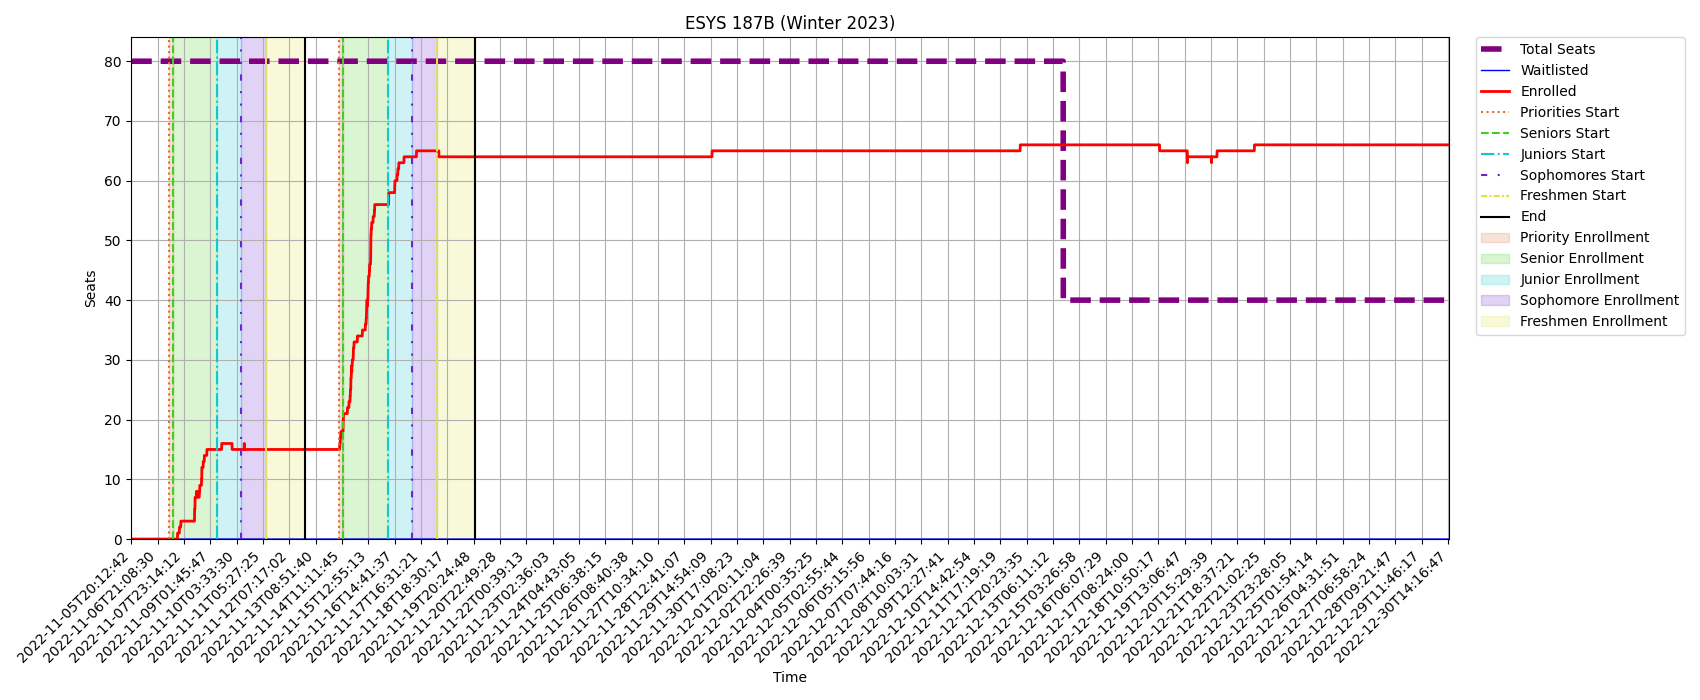 ESYS 187B (Winter 2023)
Seats
80
70
60
50
40
30
20
10
0
2022-11-05T20:12:42
2022-11-06T21:08:30
2022-11-07T23:14:12
2022-11-09T01:45:47
2022-11-10T03:33:30
2022-11-11T05:27:25
2022-11-12T07:17:02
2022-11-13T08:51:40
2022-11-14T11:11:45
2022-11-15T12:55:13
2022-11-16T14:41:37
2022-11-17T16:31:21
2022-11-18T18:30:17
2022-11-19T20:24:48
2022-11-20T22:49:28
2022-11-22T00:39:13
2022-11-23T02:36:03
2022-11-24T04:43:05
2022-11-25T06:38:15
2022-11-26T08:40:38
2022-11-27T10:34:10
2022-11-28T12:41:07
2022-11-29T14:54:09
2022-11-30T17:08:23
2022-12-01T20:11:04
2022-12-02T22:26:39
2022-12-04T00:35:25
2022-12-05T02:55:44
2022-12-06T05:15:56
2022-12-07T07:44:16
2022-12-08T10:03:31
2022-12-09T12:27:41
2022-12-10T14:42:54
2022-12-11T17:19:19
2022-12-12T20:23:35
2022-12-13T06:11:12
2022-12-15T03:26:58
2022-12-16T06:07:29
2022-12-17T08:24:00
2022-12-18T10:50:17
2022-12-19T13:06:47
2022-12-20T15:29:39
2022-12-21T18:37:21
2022-12-22T21:02:25
2022-12-23T23:28:05
2022-12-25T01:54:14
2022-12-26T04:31:51
2022-12-27T06:58:24
2022-12-28T09:21:47
2022-12-29T11:46:17
2022-12-30T14:16:47
Time
Total Seats
Waitlisted
Enrolled
Priorities Start
Seniors Start
Juniors Start
Sophomores Start
Freshmen Start
End
Priority Enrollment
Senior Enrollment
Junior Enrollment
Sophomore Enrollment
Freshmen Enrollment